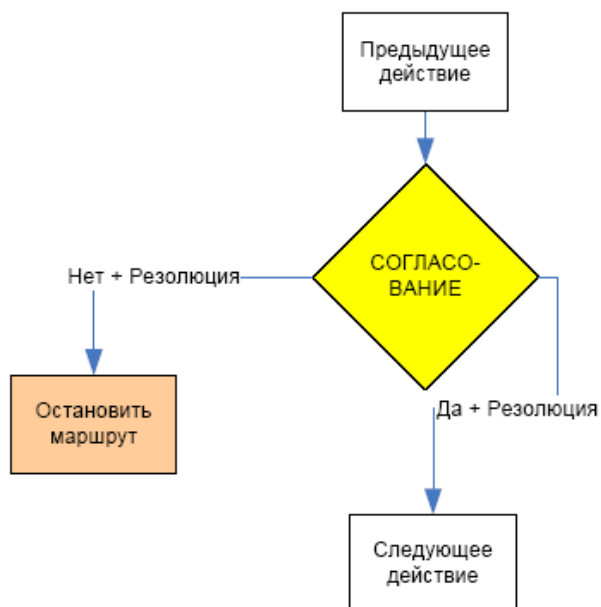 Предыдущее
действие
СОГЛАСО-
ВАНИЕ
Нет + Резолюция
Остановить
маршрут
Да + Резолюция
Следующее
действие